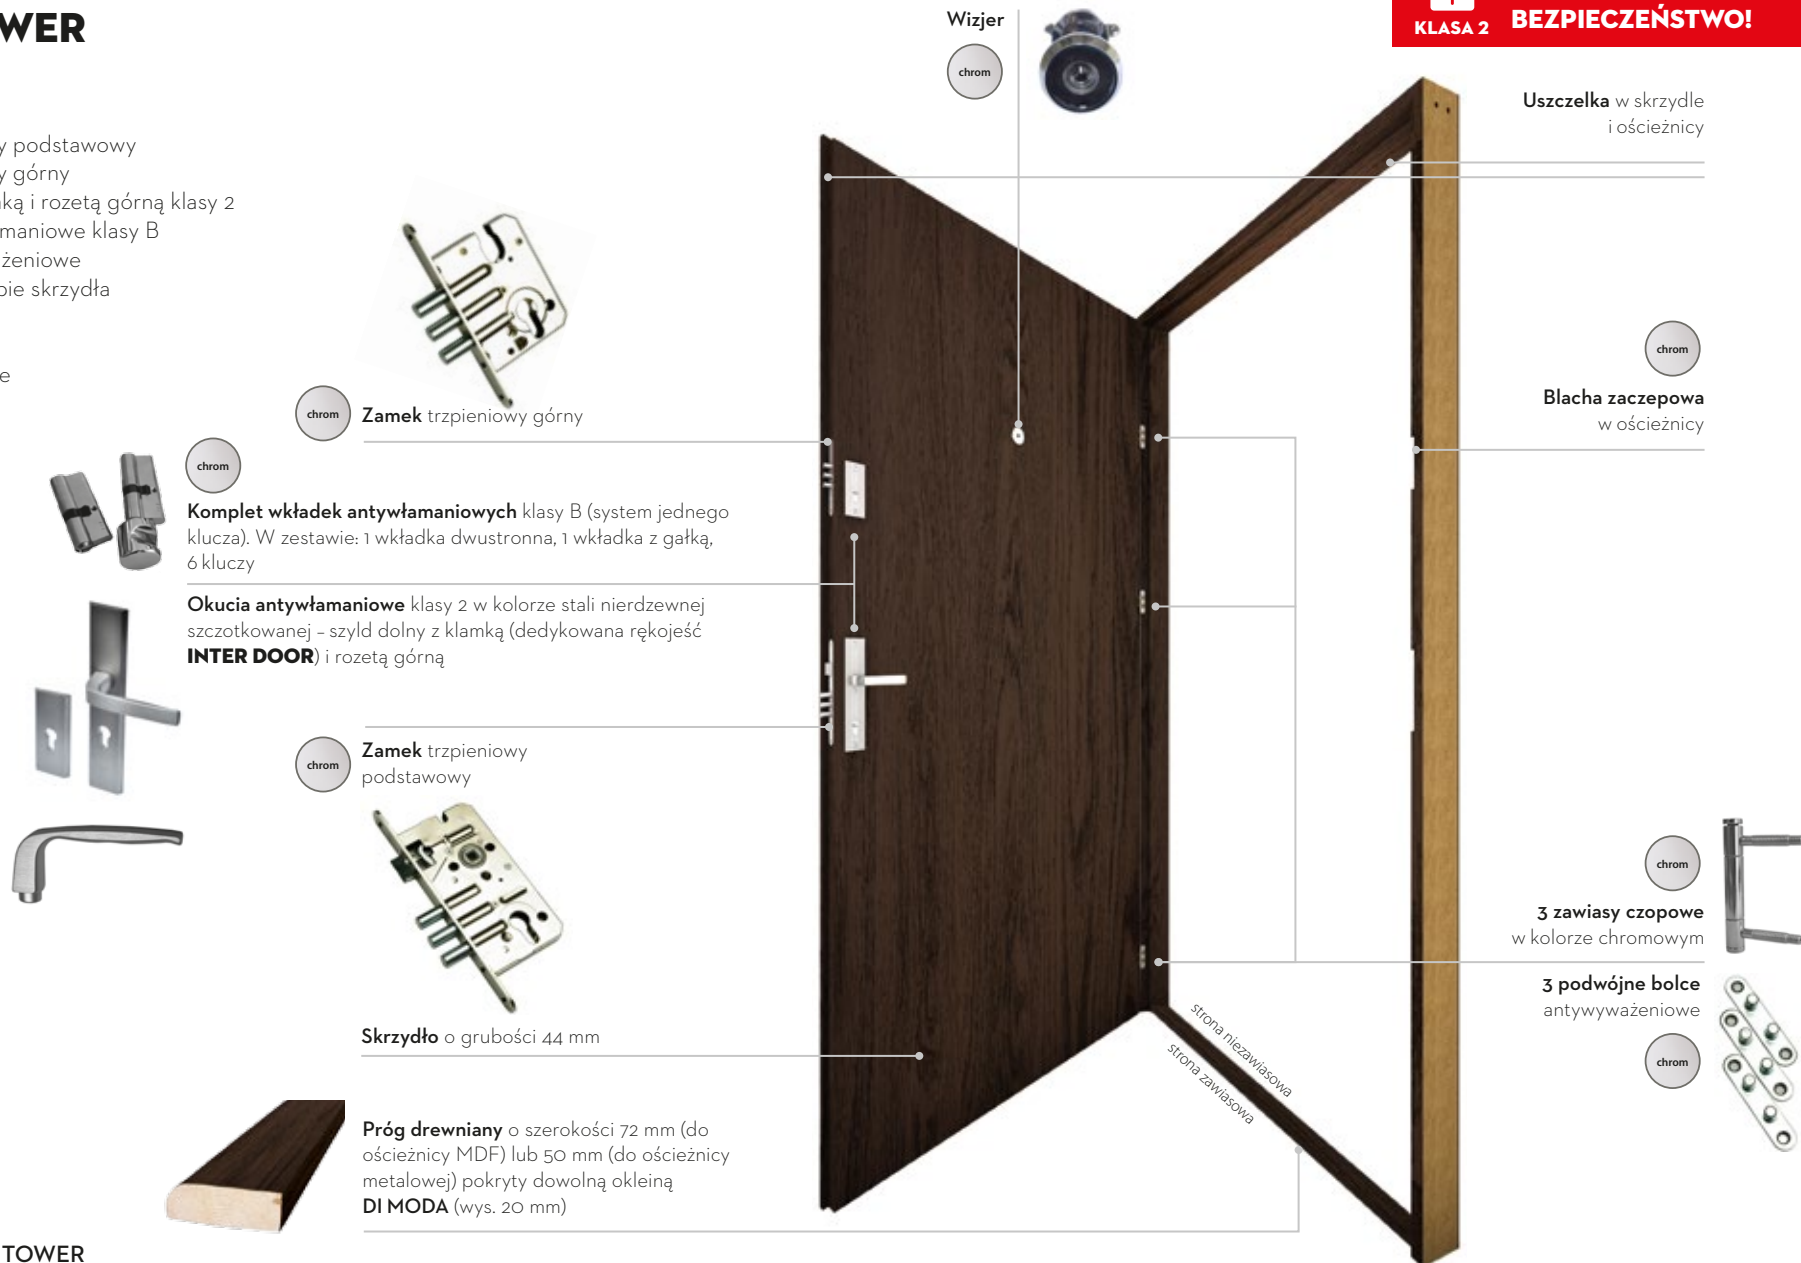 WER
y podstawowy
y górny
ką i rozetą górną klasy 2
maniowe klasy B
żeniowe
bie skrzydła
e
Wizjer
chrom
KLASA 2
BEZPIECZEŃSTWO!
Uszczelka w skrzydle
i ościeżnicy
chrom
Zamek trzpieniowy górny
chrom
Komplet wkładek antywłamaniowych klasy B (system jednego
klucza). W zestawie: 1 wkładka dwustronna, 1 wkładka z gałką,
6 kluczy
Okucia antywłamaniowe klasy 2 w kolorze stali nierdzewnej
szczotkowanej – szyld dolny z klamką (dedykowana rękojeść
INTER DOOR) i rozetą górną
chrom
Zamek trzpieniowy
podstawowy
Skrzydło o grubości 44 mm
Próg drewniany o szerokości 72 mm (do
ościeżnicy MDF) lub 50 mm (do ościeżnicy
metalowej) pokryty dowolną okleiną
DI MODA (wys. 20 mm)
chrom
Blacha zaczepowa
w ościeżnicy
chrom
3 zawiasy czopowe
w kolorze chromowym
3 podwójne bolce
antywyważeniowe
chrom
strona niezawiasowa
strona zawiasowa
TOWER